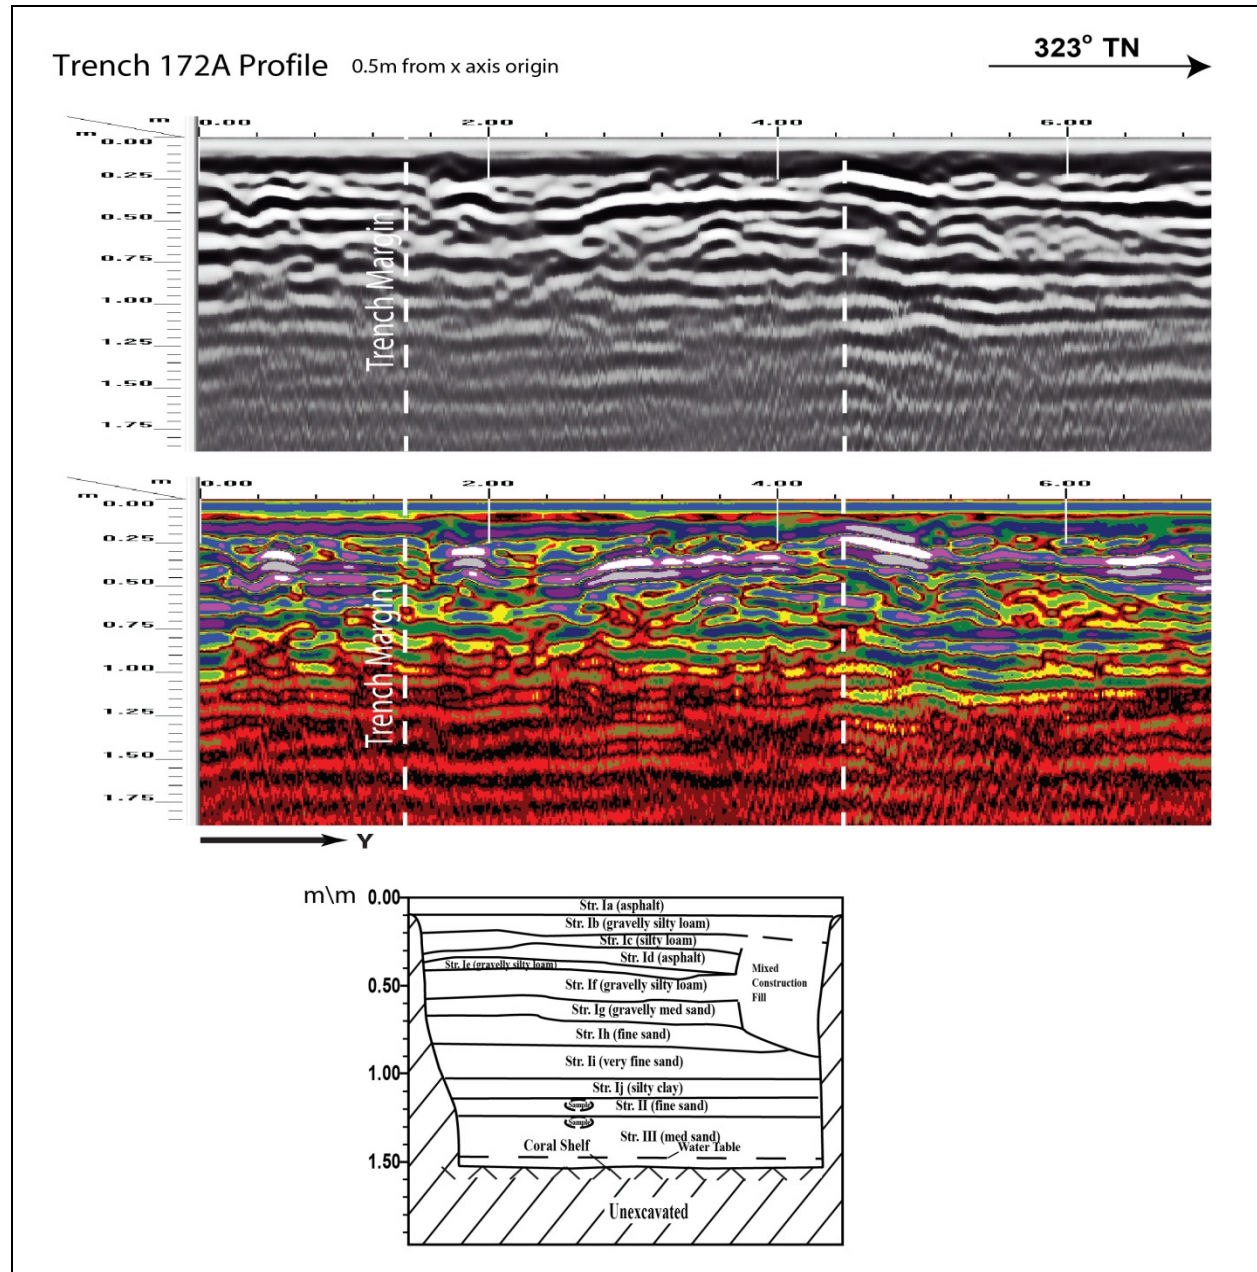 323° TN
Trench 172A Profile 0.5m from x axis origin
m 0.00 2.00 4.00 6.00
m
0.00
0.25
0.50
0.75
1.00
1.25
1.50
1.75
Trench Margin
m 0.00 2.00 4.00 6.00
m
0.00
0.25
0.50
0.75
1.00
1.25
1.50
1.75
Trench Margin
Y
m\m 0.00
Str. Ia (asphalt)
Str. Ib (gravelly silty loam)
Str. Ic (silty loam)
Str. Id (asphalt)
Str. Ie (gravelly silty loam)
Mixed
Construction
Fill
0.50
Str. If (gravelly silty loam)
Str. Ig (gravelly med sand)
Str. Ih (fine sand)
Str. Ii (very fine sand)
1.00
Str. Ij (silty clay)
Sample Str. II (fine sand)
Sample
Str. III (med sand)
Coral Shelf Water Table
1.50
Unexcavated